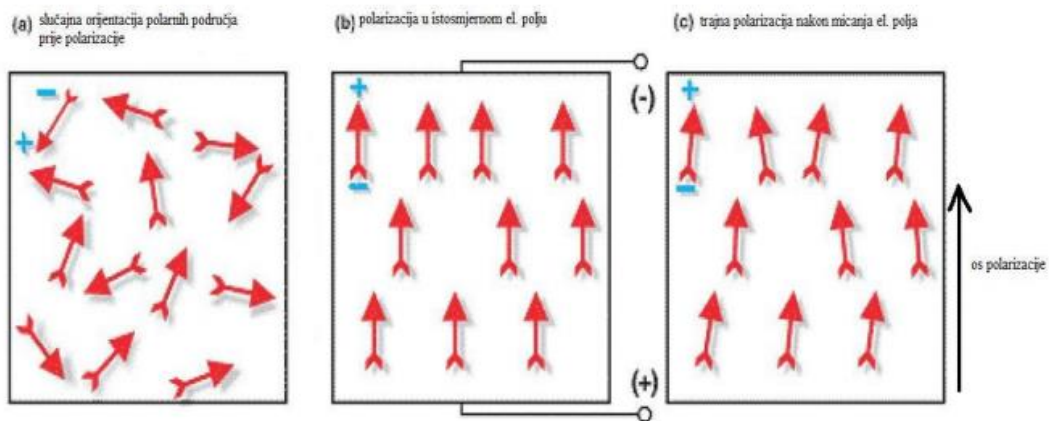 (a) slučajna orijentacija polarnih područja
prije polarizacije
(b) polarizacija u istosmjernom el. polju
(c) trajna polarizacija nakon micanja el. polja
-
+
+
-
(-)
(+)
+
-
os polarizacije